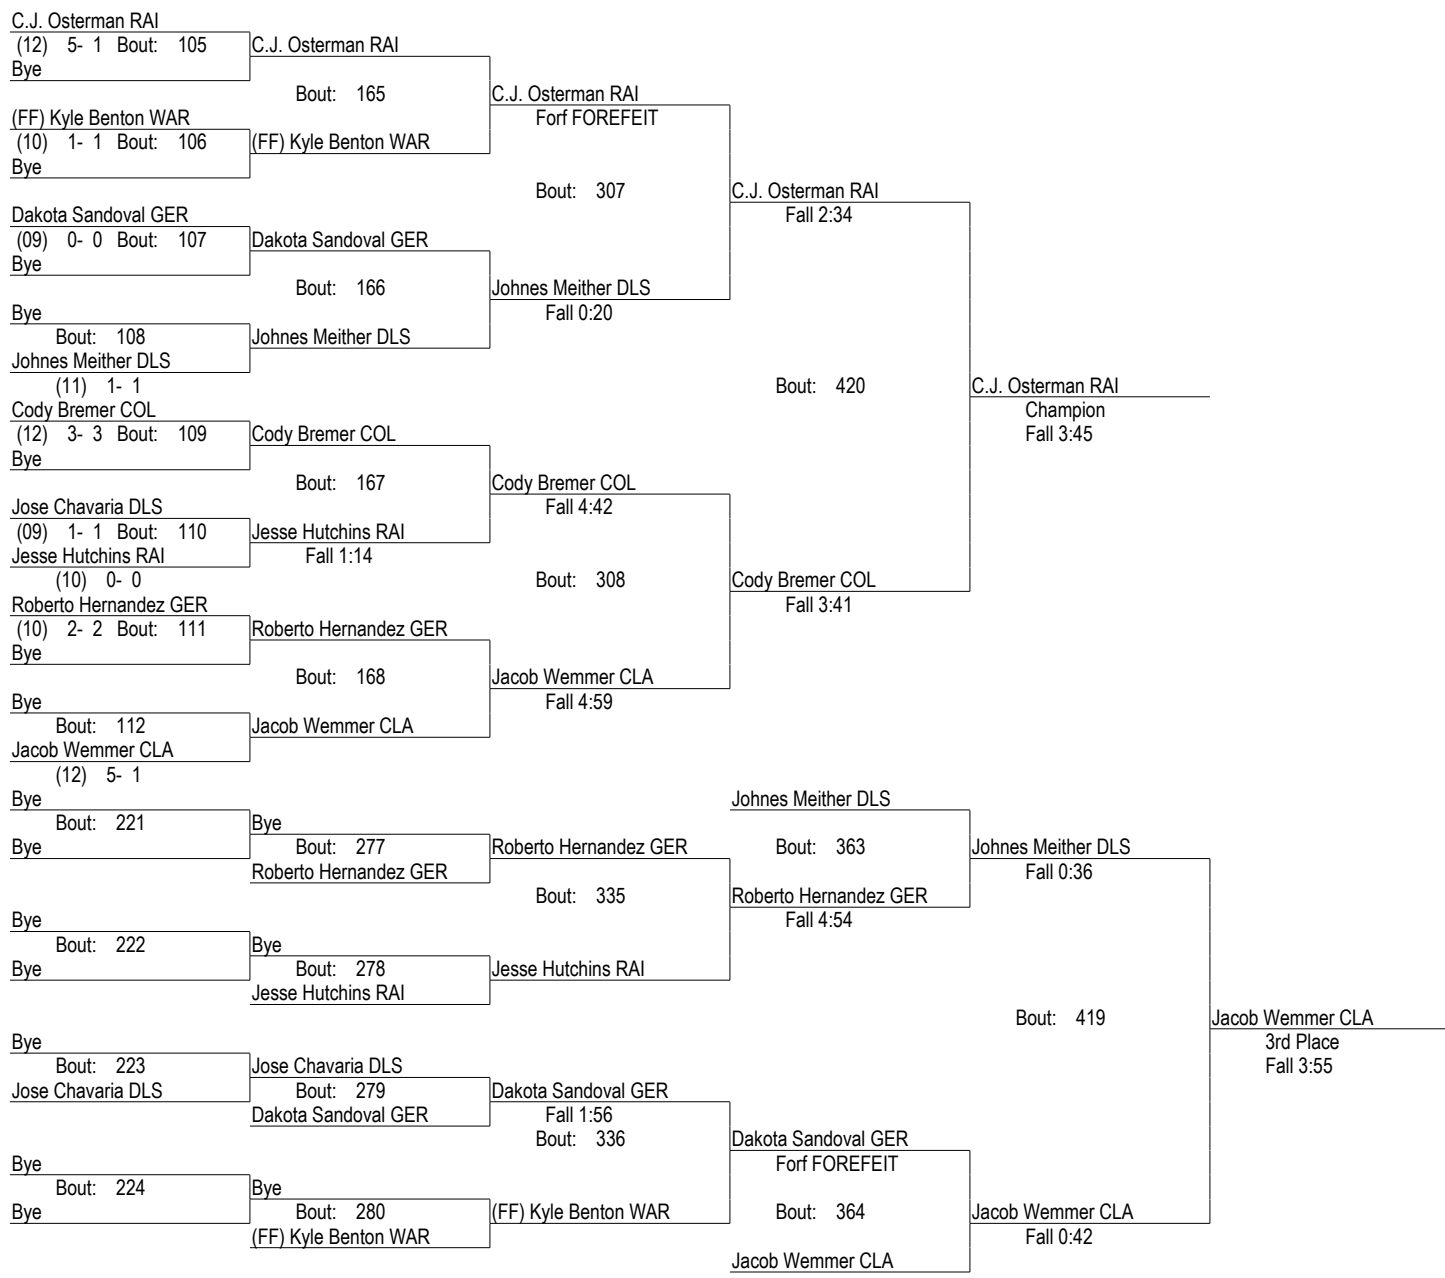 C.J. Osterman RAI
(12) 5- 1 Bout: 105
Bye
C.J. Osterman RAI
Bout: 165
(FF) Kyle Benton WAR
(10) 1- 1 Bout: 106
Bye
(FF) Kyle Benton WAR
C.J. Osterman RAI
Forf FOREFEIT
Bout: 307
Dakota Sandoval GER
(09) 0- 0 Bout: 107
Bye
Dakota Sandoval GER
Bout: 166
Bye
Bout: 108
Johnes Meither DLS
(11) 1- 1
Johnes Meither DLS
Johnes Meither DLS
Fall 0:20
C.J. Osterman RAI
Fall 2:34
Bout: 420
C.J. Osterman RAI
Champion
Fall 3:45
Cody Bremer COL
(12) 3- 3 Bout: 109
Bye
Cody Bremer COL
Bout: 167
Jose Chavaria DLS
(09) 1- 1 Bout: 110
Jesse Hutchins RAI
(10) 0- 0
Jesse Hutchins RAI
Fall 1:14
Cody Bremer COL
Fall 4:42
Bout: 308
Roberto Hernandez GER
(10) 2- 2 Bout: 111
Bye
Roberto Hernandez GER
Bout: 168
Bye
Bout: 112
Jacob Wemmer CLA
(12) 5- 1
Jacob Wemmer CLA
Jacob Wemmer CLA
Fall 4:59
Cody Bremer COL
Fall 3:41
Bye
Bout: 221
Bye
Bye
Bout: 277
Roberto Hernandez GER
Roberto Hernandez GER
Bout: 335
Bye
Bout: 222
Bye
Bye
Bout: 278
Jesse Hutchins RAI
Jesse Hutchins RAI
Johnes Meither DLS
Bout: 363
Roberto Hernandez GER
Fall 4:54
Johnes Meither DLS
Fall 0:36
Bout: 419
Jacob Wemmer CLA
3rd Place
Fall 3:55
Bye
Bout: 223
Jose Chavaria DLS
Jose Chavaria DLS
Bout: 279
Dakota Sandoval GER
Dakota Sandoval GER
Fall 1:56
Bout: 336
Bye
Bout: 224
Bye
Bye
Bout: 280
(FF) Kyle Benton WAR
(FF) Kyle Benton WAR
Dakota Sandoval GER
Forf FOREFEIT
Bout: 364
Jacob Wemmer CLA
Jacob Wemmer CLA
Fall 0:42